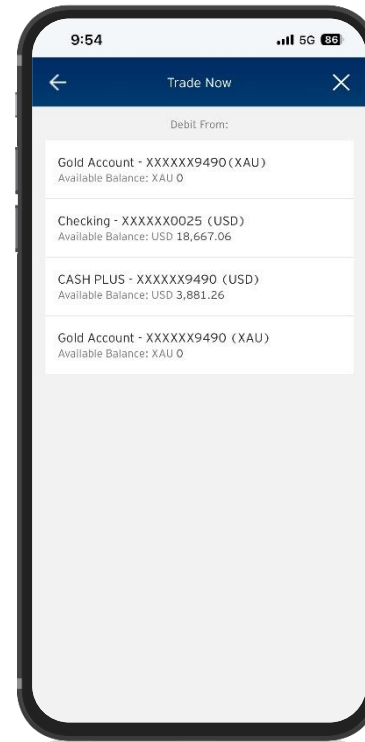 9:54 5G 86
Trade Now
Debit From:
Gold Account - XXXXXX9490(XAU)
Available Balance: XAU 0
Checking - XXXXXX0025 (USD)
Available Balance: USD 18,667.06
CASH PLUS - XXXXXX9490 (USD)
Available Balance: USD 3,881.26
Gold Account - XXXXXX9490 (XAU)
Available Balance: XAU 0